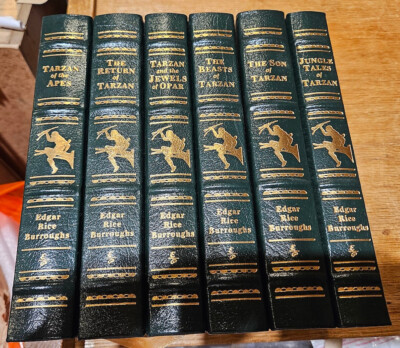 TARZAN
of the
APES
Edgar
Rice
Burroughs
THE
RETURN
of
TARZAN
Edgar
Rice
Burroughs
TARZAN
and the
JEWELS
OF OPAR
Edgar
Rice
Burroughs
THE
BEASTS
of
TARZAN
Edgar
Rice
Burroughs
THE SON
of
TARZAN
Edgar
Rice
Burroughs
JUNGLE
TALES of
TARZAN
Edgar
Rice
Burroughs